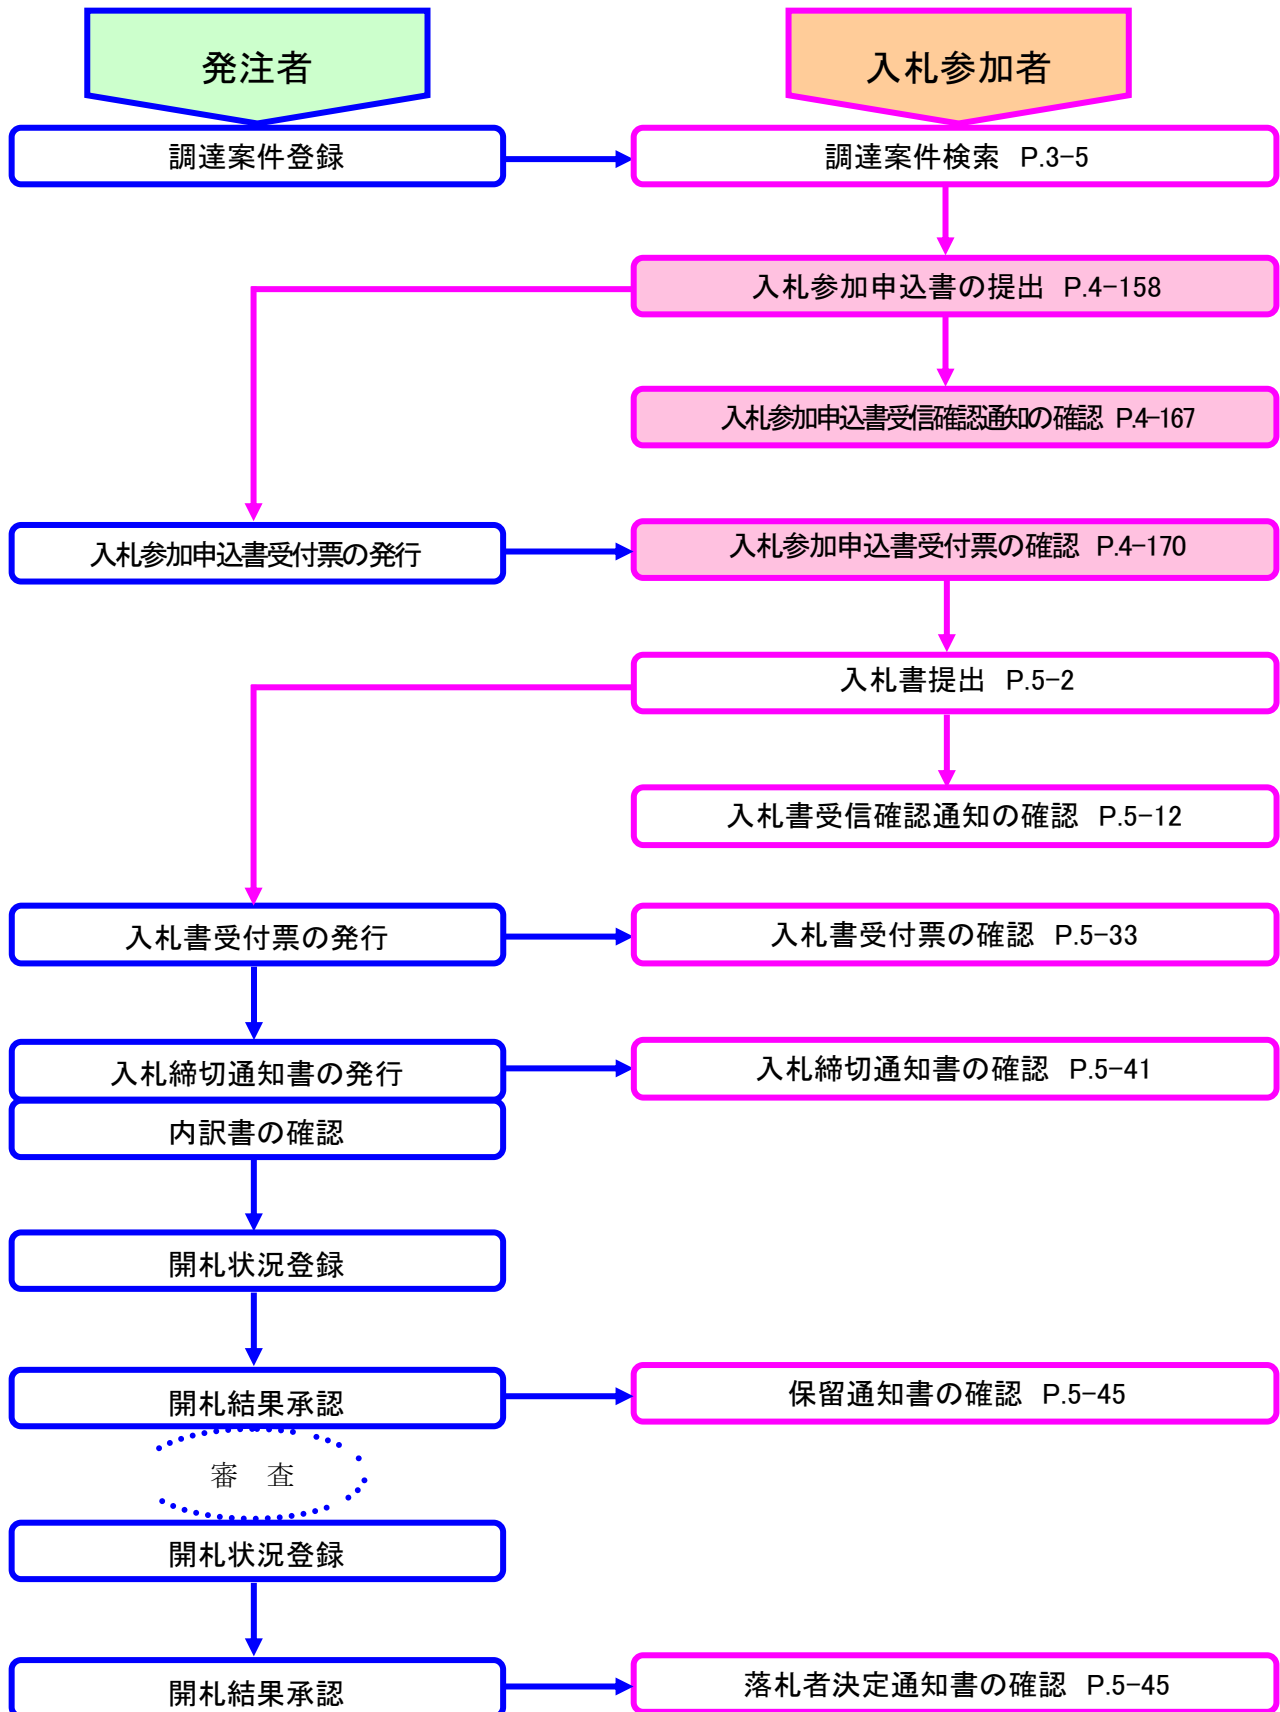 発注者
入札参加者
調達案件登録
調達案件検索 P.3-5
入札参加申込書の提出 P.4-158
入札参加申込書受信確認通知の確認 P.4-167
入札参加申込書受付票の発行
入札参加申込書受付票の確認 P.4-170
入札書提出 P.5-2
入札書受信確認通知の確認 P.5-12
入札書受付票の発行
入札書受付票の確認 P.5-33
入札締切通知書の発行
入札締切通知書の確認 P.5-41
内訳書の確認
開札状況登録
開札結果承認
保留通知書の確認 P.5-45
審 査
開札状況登録
開札結果承認
落札者決定通知書の確認 P.5-45